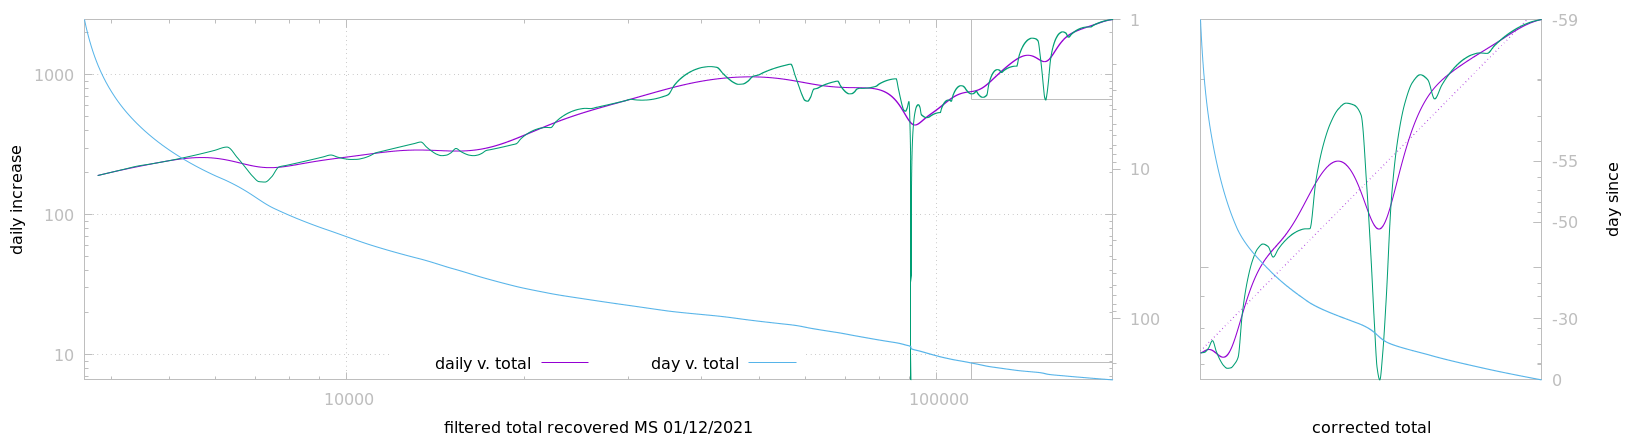 1000
100
10
daily increase
10000
100000
filtered total recovered MS 01/12/2021
daily v. total
day v. total
1
10
100
-59
-55
-50
-30
0
day since
corrected total